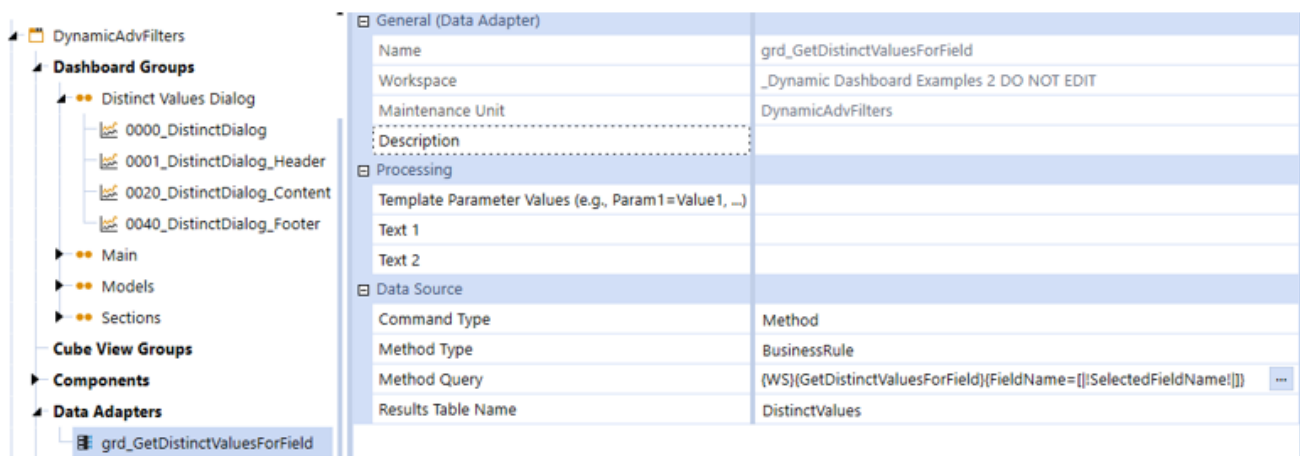 DynamicAdvFilters
Dashboard Groups
Distinct Values Dialog
0000_DistinctDialog
0001_DistinctDialog_Header
0020_DistinctDialog_Content
0040_DistinctDialog_Footer
Main
Models
Sections
Cube View Groups
Components
Data Adapters
grd_GetDistinctValuesForField
General (Data Adapter)
Name grd_GetDistinctValuesForField
Workspace _Dynamic Dashboard Examples 2 DO NOT EDIT
Maintenance Unit DynamicAdvFilters
Description
Processing
Template Parameter Values (e.g., Param1=Value1, ...)
Text 1
Text 2
Data Source
Command Type Method
Method Type BusinessRule
Method Query {WS}{GetDistinctValuesForField}{FieldName=[|!SelectedFieldName!|]} ...
Results Table Name DistinctValues